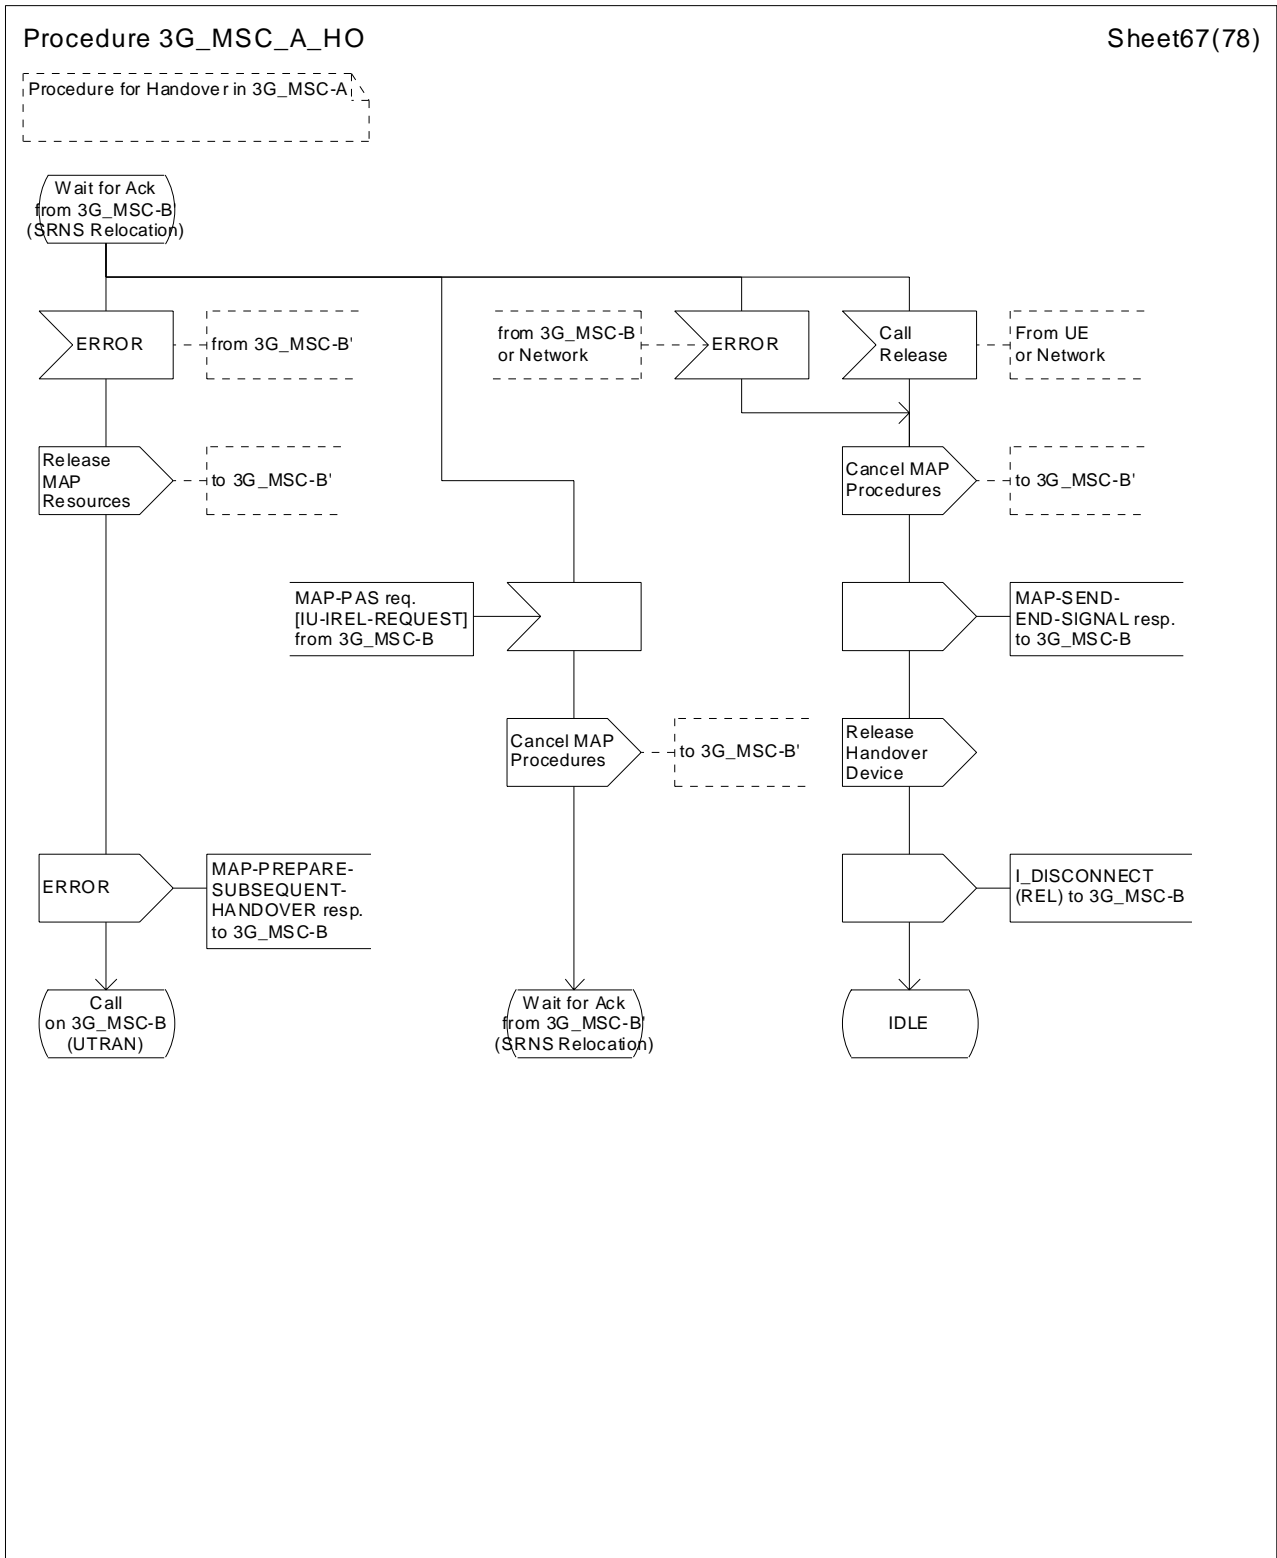 Procedure 3G_MSC_A_HO
Sheet67(78)
Procedure for Handover in 3G_MSC-A
Wait for Ack
from 3G_MSC-B'
(SRNS Relocation)
ERROR
from 3G_MSC-B'
from 3G_MSC-B
or Network
ERROR
Call
Release
From UE
or Network
Release
MAP
Resources
to 3G_MSC-B'
Cancel MAP
Procedures
to 3G_MSC-B'
MAP-PAS req.
[IU-IREL-REQUEST]
from 3G_MSC-B
MAP-SEND-
END-SIGNAL resp.
to 3G_MSC-B
Cancel MAP
Procedures
to 3G_MSC-B'
Release
Handover
Device
ERROR
MAP-PREPARE-
SUBSEQUENT-
HANDOVER resp.
to 3G_MSC-B
I_DISCONNECT
(REL) to 3G_MSC-B
Call
on 3G_MSC-B
(UTRAN)
Wait for Ack
from 3G_MSC-B'
(SRNS Relocation)
IDLE